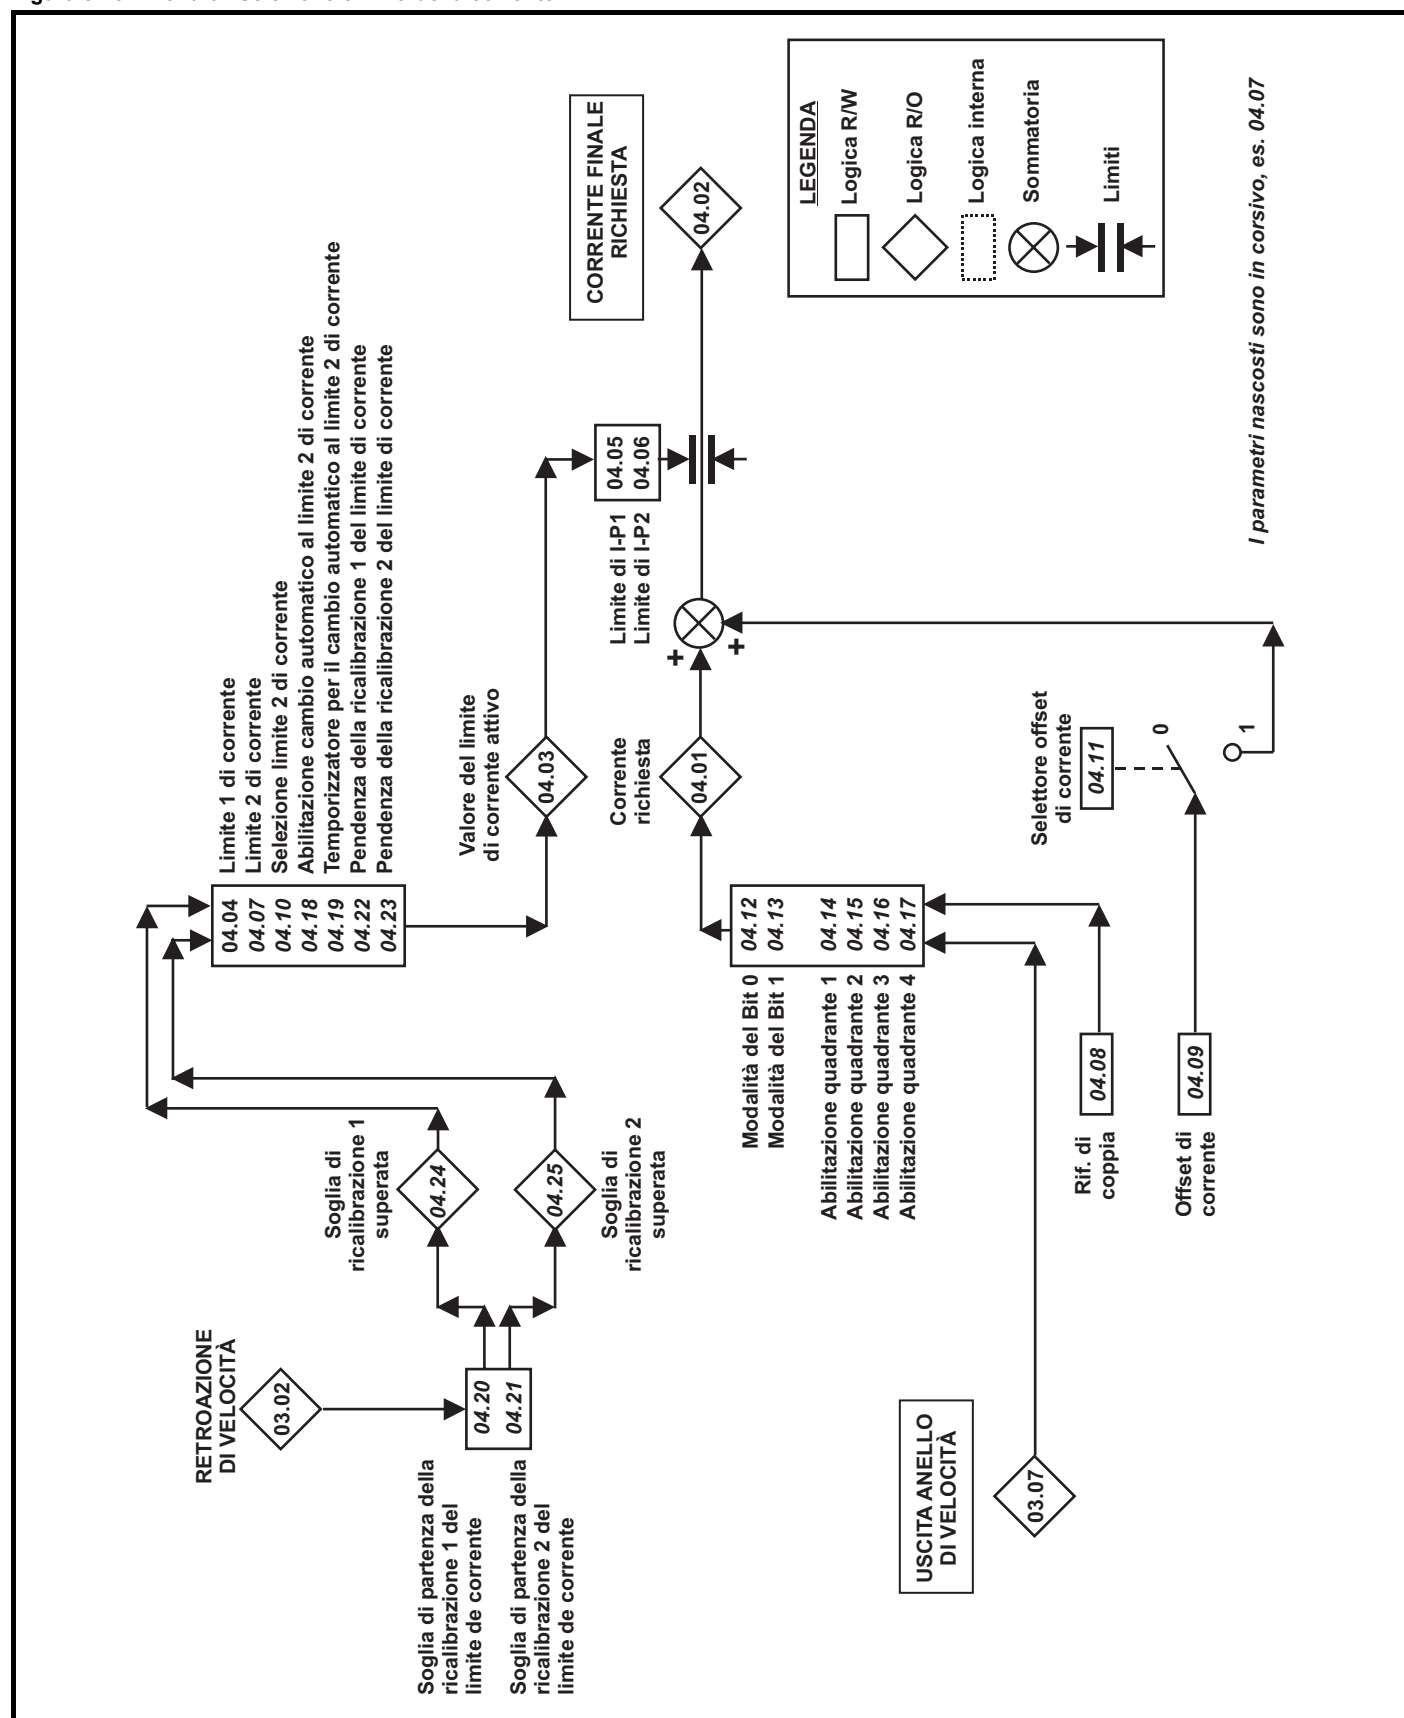 RETROAZIONE
DI VELOCITÀ
03.02
Soglia di partenza della
ricalibrazione 1 del
limite de corrente
Soglia di partenza della
ricalibrazione 2 del
limite de corrente
04.20
04.21
Soglia di
ricalibrazione 1
superata
04.24
Soglia di
ricalibrazione 2
superata
04.25
04.04 Limite 1 di corrente
04.07 Limite 2 di corrente
04.10 Selezione limite 2 di corrente
04.18 Abilitazione cambio automatico al limite 2 di corrente
04.19 Temporizzatore per il cambio automatico al limite 2 di corrente
04.22 Pendenza della ricalibrazione 1 del limite di corrente
04.23 Pendenza della ricalibrazione 2 del limite di corrente
Valore del limite
di corrente attivo
04.03
Limite di I-P1 04.05
Limite di I-P2 04.06
CORRENTE FINALE
RICHIESTA
04.02
Corrente
richiesta
04.01
+
+
Modalità del Bit 0 04.12
Modalità del Bit 1 04.13
Abilitazione quadrante 1 04.14
Abilitazione quadrante 2 04.15
Abilitazione quadrante 3 04.16
Abilitazione quadrante 4 04.17
USCITA ANELLO
DI VELOCITÀ
03.07
Rif. di
coppia
04.08
Offset di
corrente
04.09
Selettore offset
di corrente
04.11
0
1
LEGENDA
Logica R/W
Logica R/O
Logica interna
Sommatoria
Limiti
I parametri nascosti sono in corsivo, es. 04.07